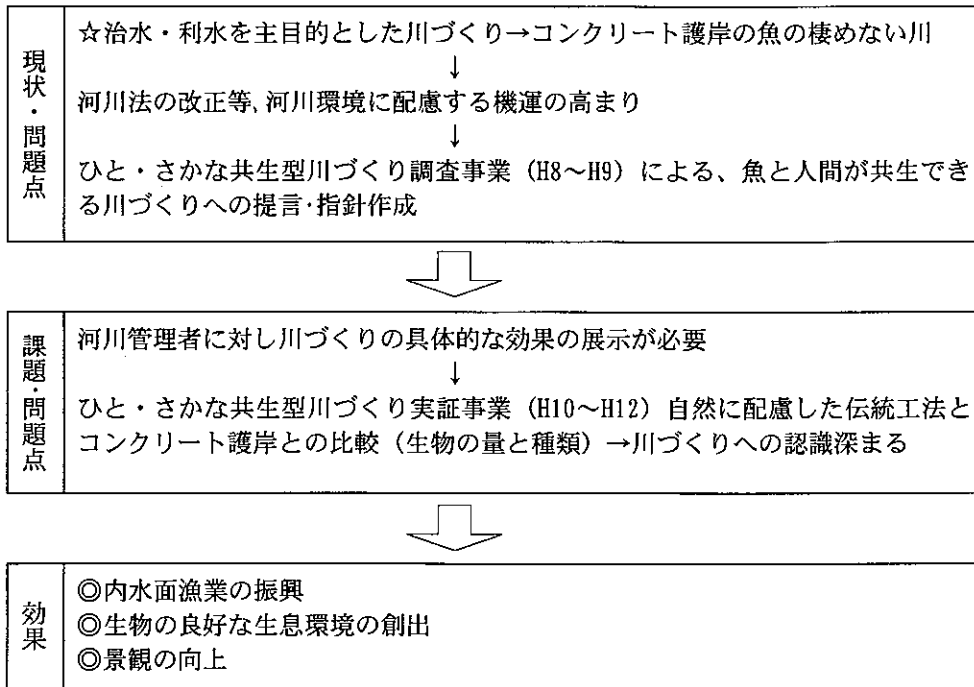 現状・問題点
☆治水・利水を主目的とした川づくり→コンクリート護岸の魚の棲めない川
↓
河川法の改正等,河川環境に配慮する機運の高まり
↓
ひと・さかな共生型川づくり調査事業（H8～H9）による、魚と人間が共生でき
る川づくりへの提言･指針作成
課題・問題点
河川管理者に対し川づくりの具体的な効果の展示が必要
↓
ひと・さかな共生型川づくり実証事業（H10～H12）自然に配慮した伝統工法と
コンクリート護岸との比較（生物の量と種類）→川づくりへの認識深まる
効果
◎内水面漁業の振興
◎生物の良好な生息環境の創出
◎景観の向上